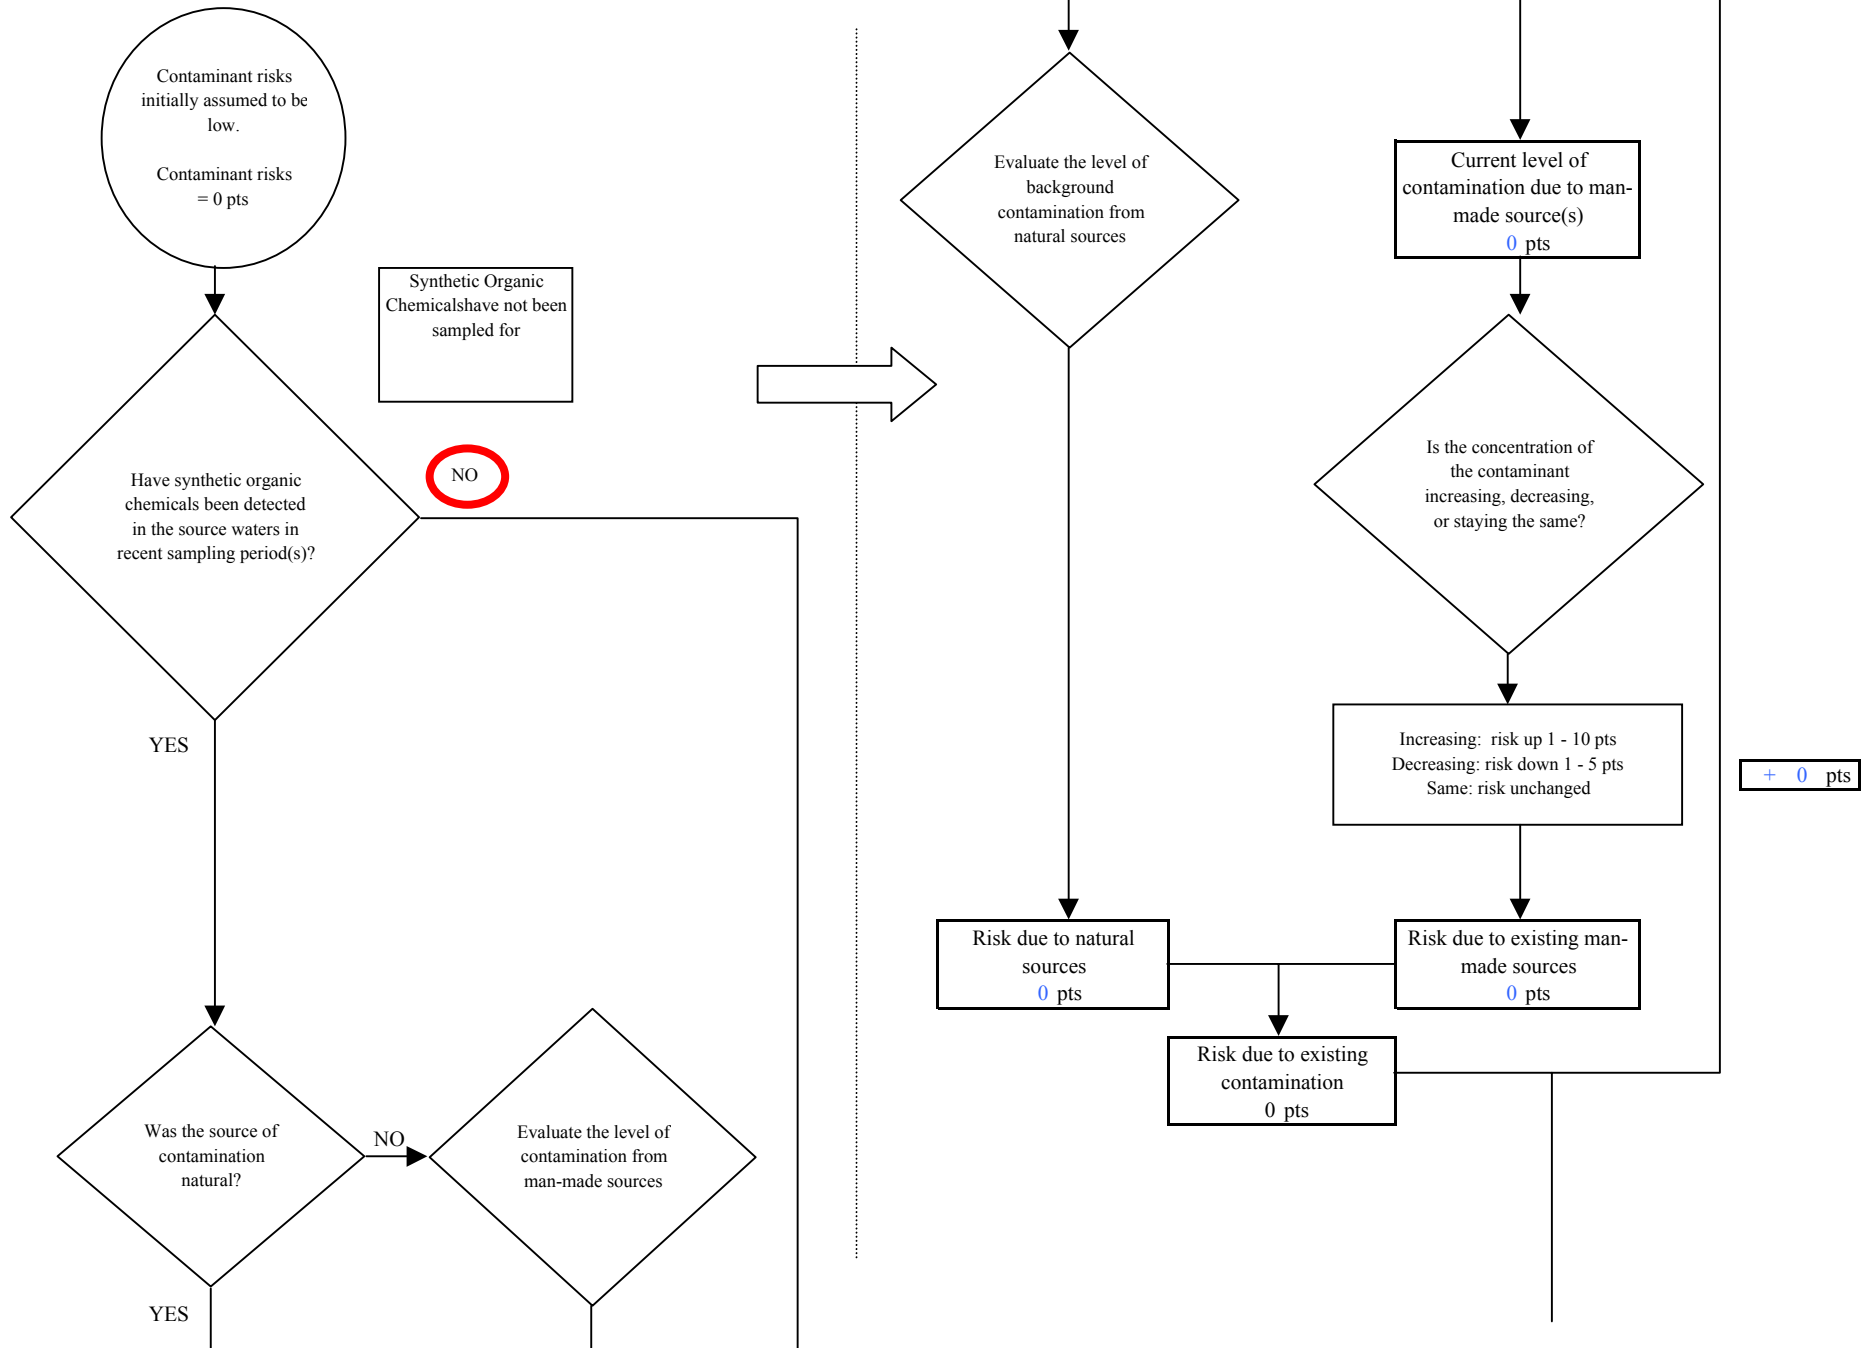 Contaminant risks
initially assumed to be
low.
Contaminant risks
= 0 pts
Synthetic Organic
Chemicalshave not been
sampled for
NO
Have synthetic organic
chemicals been detected
in the source waters in
recent sampling period(s)?
YES
Was the source of
contamination
natural?
NO
Evaluate the level of
contamination from
man-made sources
YES
Evaluate the level of
background
contamination from
natural sources
Current level of
contamination due to man-
made source(s)
0 pts
Is the concentration of
the contaminant
increasing, decreasing,
or staying the same?
Increasing: risk up 1 - 10 pts
Decreasing: risk down 1 - 5 pts
Same: risk unchanged
+ 0 pts
Risk due to natural
sources
0 pts
Risk due to existing man-
made sources
0 pts
Risk due to existing
contamination
0 pts